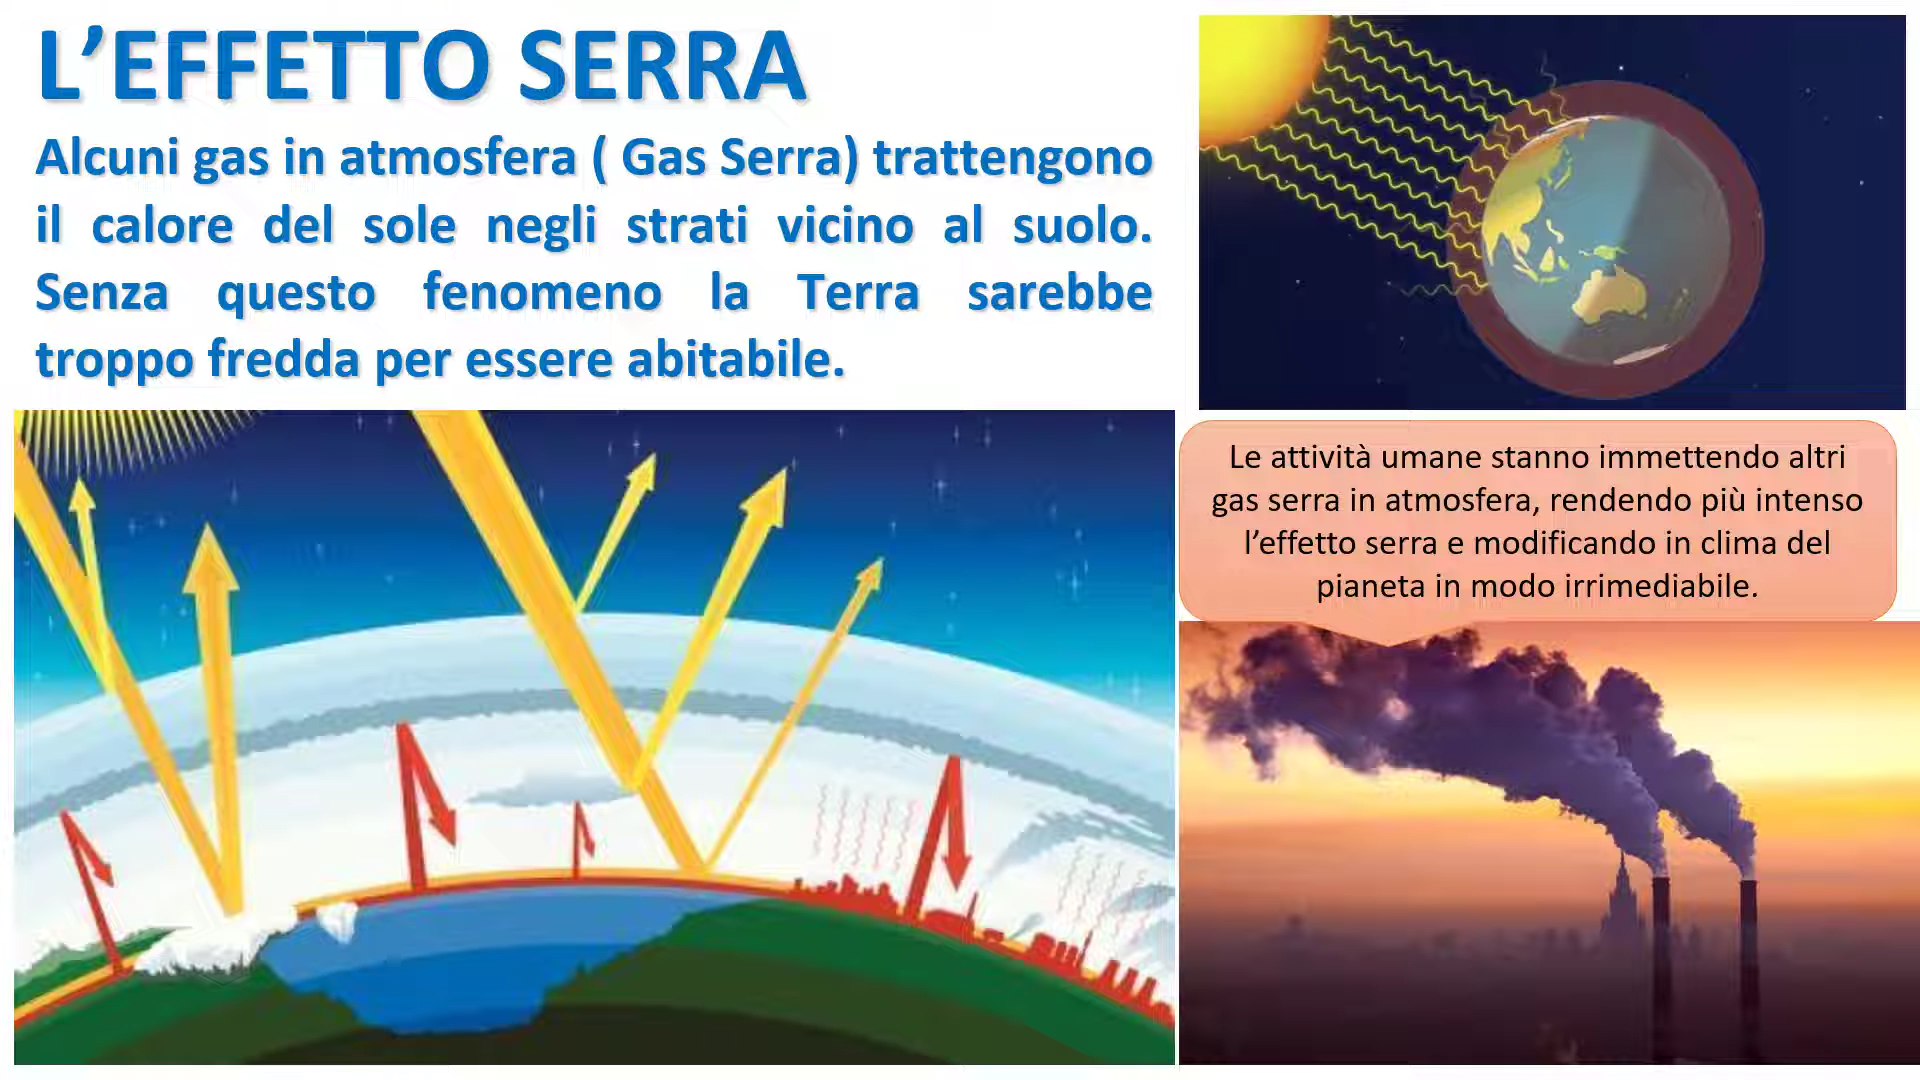 L’EFFETTO SERRA
Alcuni gas in atmosfera ( Gas Serra) trattengono
il calore del sole negli strati vicino al suolo.
Senza questo fenomeno la Terra sarebbe
troppo fredda per essere abitabile.
Le attività umane stanno immettendo altri
gas serra in atmosfera, rendendo più intenso
l’effetto serra e modificando in clima del
pianeta in modo irrimediabile.